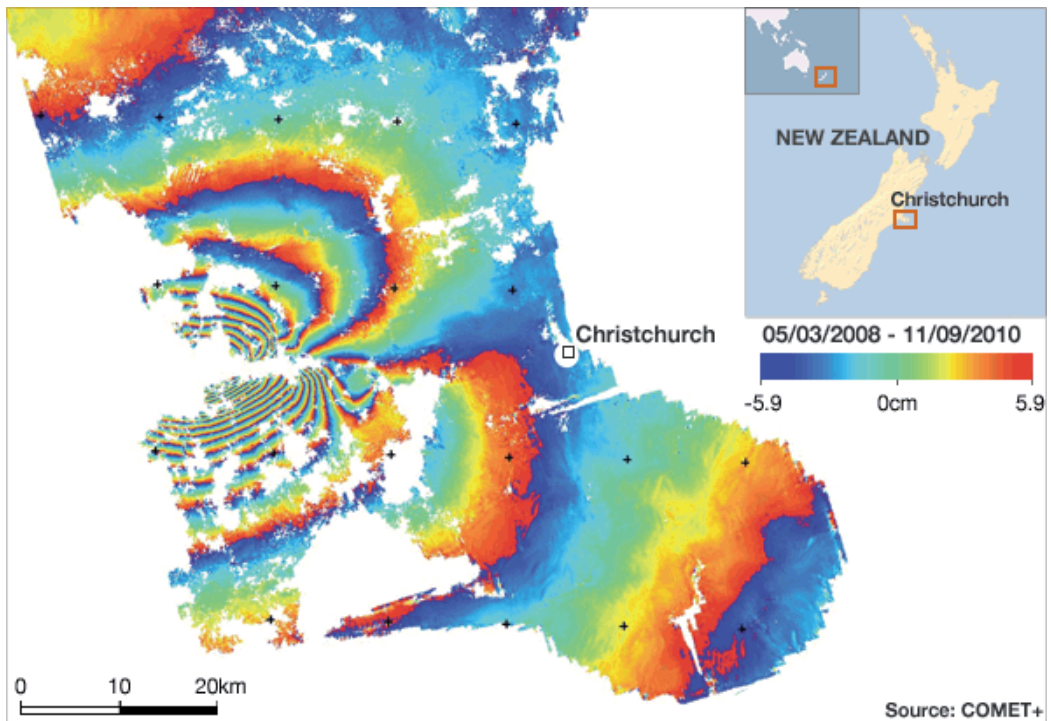 NEW ZEALAND
Christchurch
Christchurch
05/03/2008 - 11/09/2010
-5.9 0cm 5.9
0 10 20km
Source: COMET+